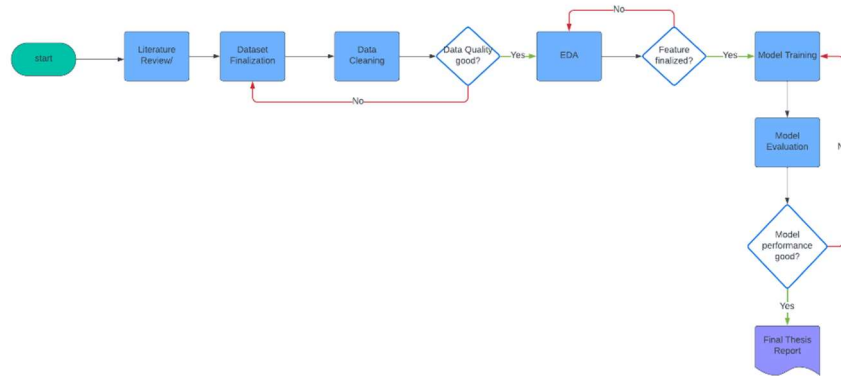 No
start
Literature
Review/
Dataset
Finalization
Data
Cleaning
Data Quality
good?
Yes
EDA
Feature
finalized?
Yes
Model Training
No
Model
Evaluation
Model
performance
good?
Yes
Final Thesis
Report